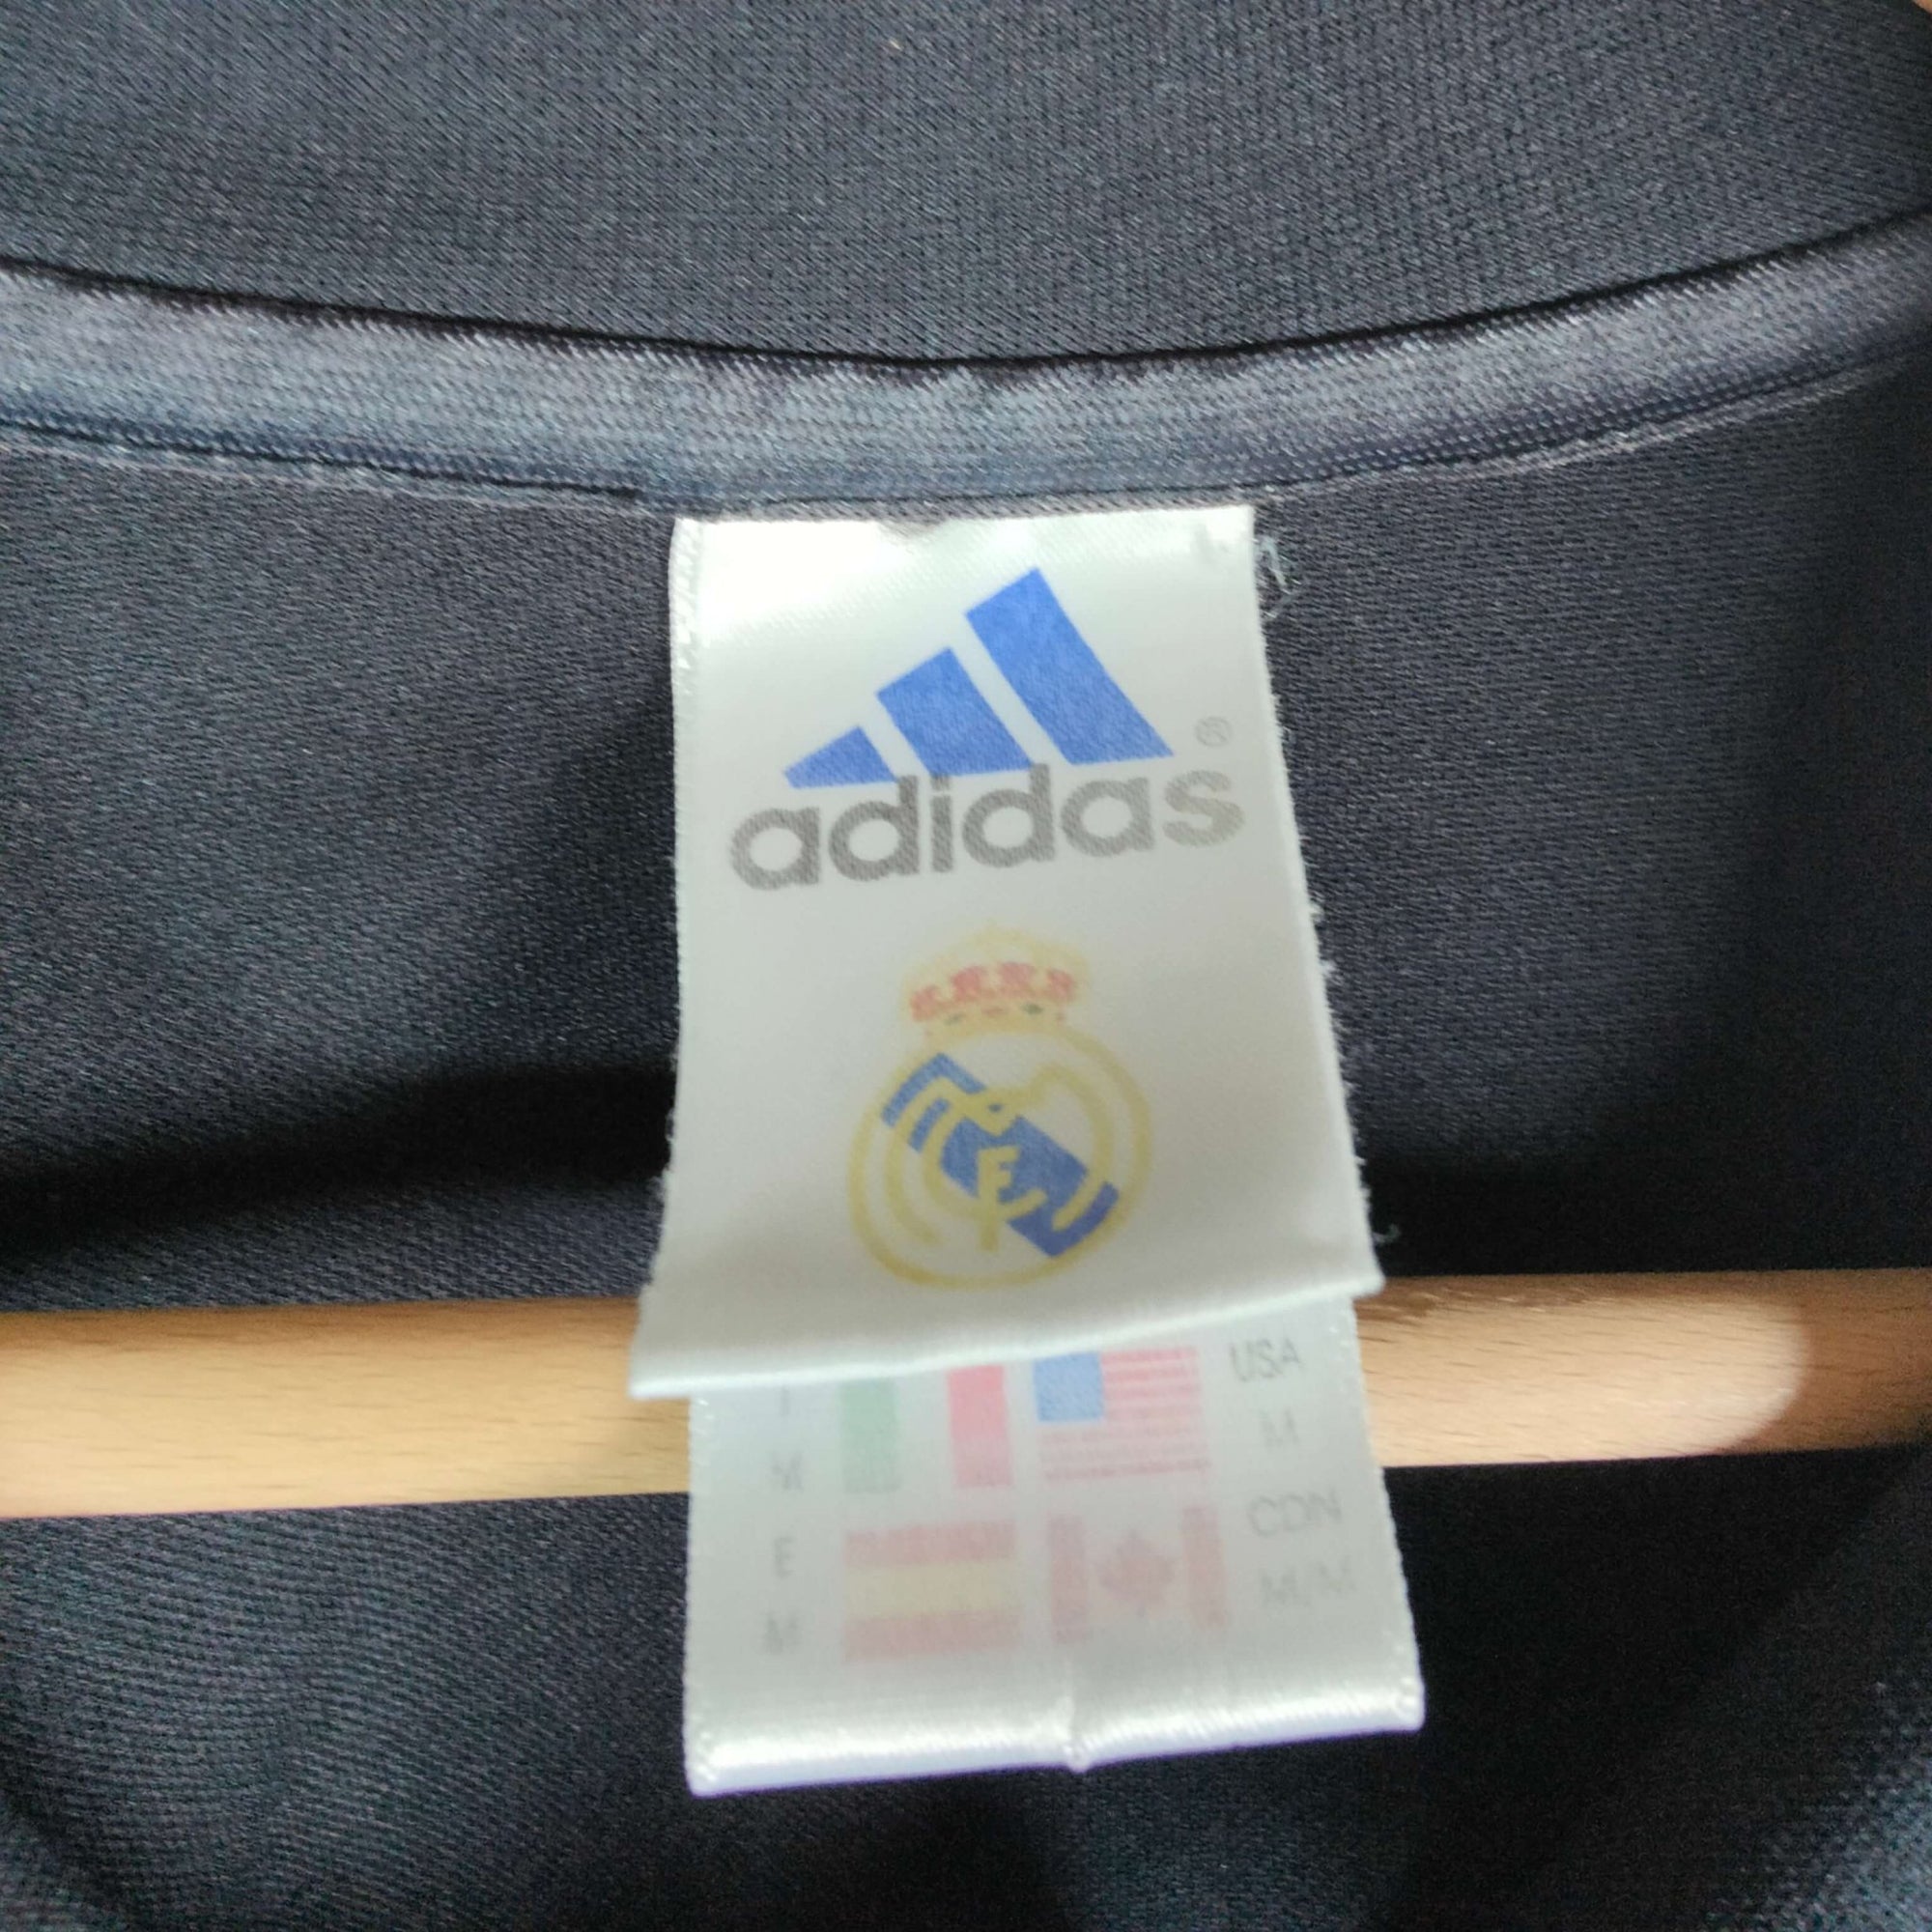 ®
adidas
I USA
M M
E CDN
M M/M